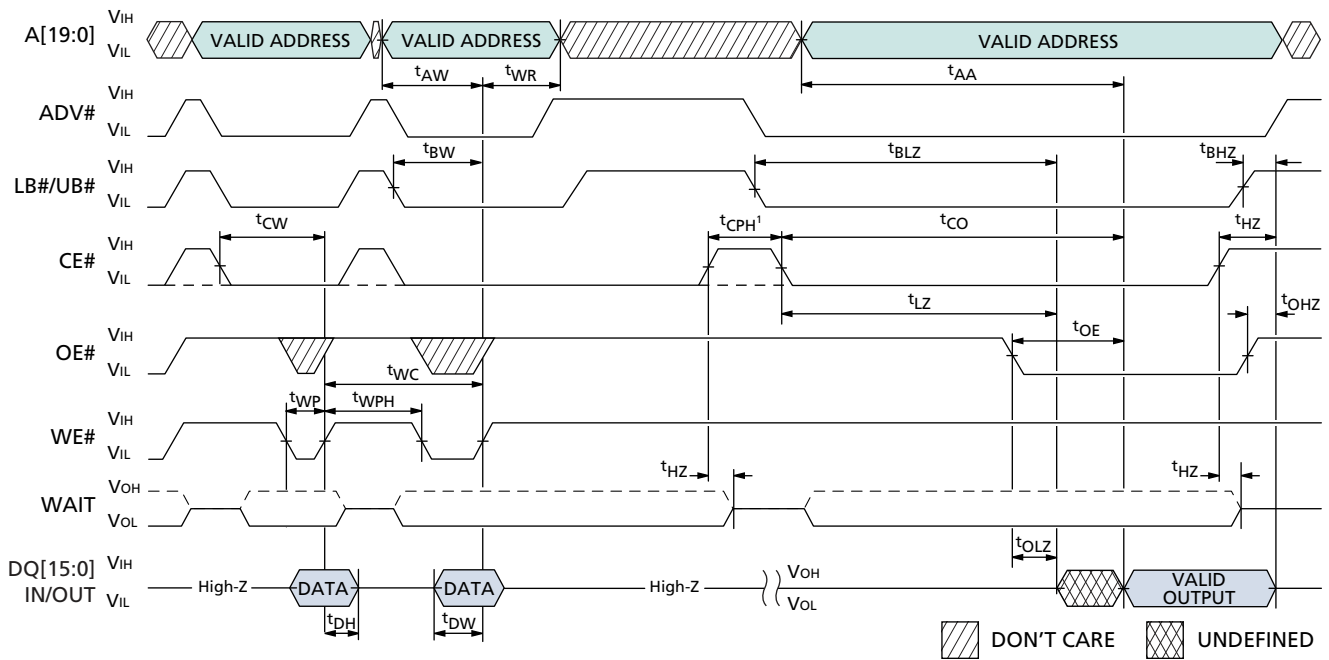 A[19:0] VIH VIL VALID ADDRESS VALID ADDRESS VALID ADDRESS
tAW tWR tAA
ADV# VIH VIL
tBW tBLZ tBHZ
LB#/UB# VIH VIL
tCW tCPH¹ tCO tHZ
CE# VIH VIL
tLZ tOHZ
OE# VIH VIL tOE
tWC
tWP tWPH
WE# VIH VIL
tHZ tHZ
WAIT VOH VOL
tOLZ
DQ[15:0] IN/OUT VIH VIL High-Z DATA DATA High-Z VOH VOL VALID OUTPUT
tDH tDW
DON'T CARE UNDEFINED